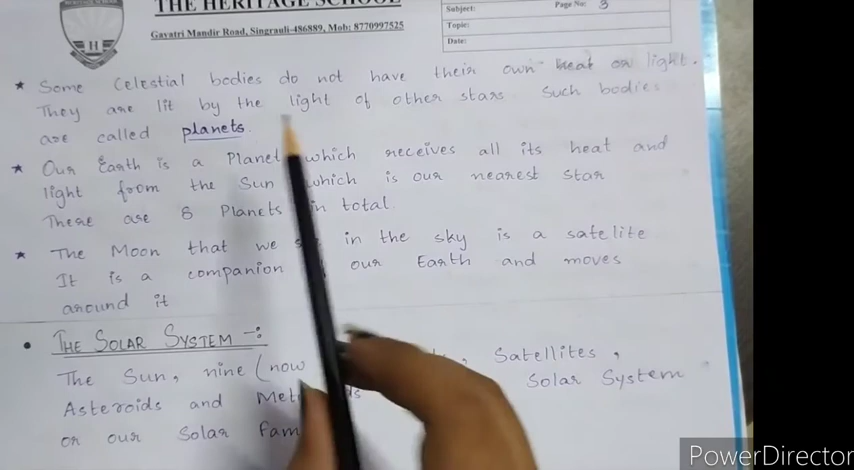 THE HERITAGE SCHOOL
Gayatri Mandir Road, Singrauli-486889, Mob: 8770997525
Subject: Page No: 3
Topic:
Date:
H
* Some Celestial bodies do not have their own heat or light.
They are lit by the light of other stars Such bodies
are called planets.
* Our Earth is a Planet which receives all its heat and
light from the Sun which is our nearest star
There are 8 Planets in total.
* The Moon that we in the sky is a satelite
It is a companion our Earth and moves
around it
• THE SOLAR SYSTEM -:
The Sun, nine (now , Satellites,
Asteroids and Solar System
or our Solar
PowerDirector